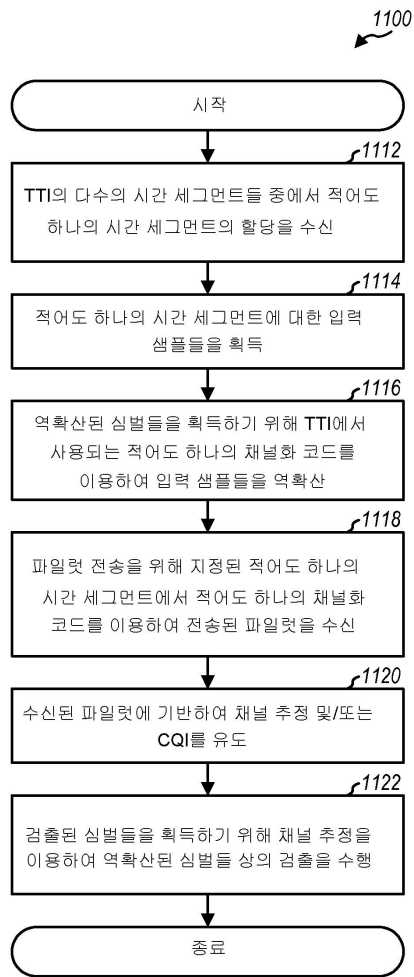 1100
시작
1112
TTI의 다수의 시간 세그먼트들 중에서 적어도
하나의 시간 세그먼트의 할당을 수신
1114
적어도 하나의 시간 세그먼트에 대한 입력
샘플들을 획득
1116
역확산된 심벌들을 획득하기 위해 TTI에서
사용되는 적어도 하나의 채널화 코드를
이용하여 입력 샘플들을 역확산
1118
파일럿 전송을 위해 지정된 적어도 하나의
시간 세그먼트에서 적어도 하나의 채널화
코드를 이용하여 전송된 파일럿을 수신
1120
수신된 파일럿에 기반하여 채널 추정 및/또는
CQI를 유도
1122
검출된 심벌들을 획득하기 위해 채널 추정을
이용하여 역확산된 심벌들 상의 검출을 수행
종료